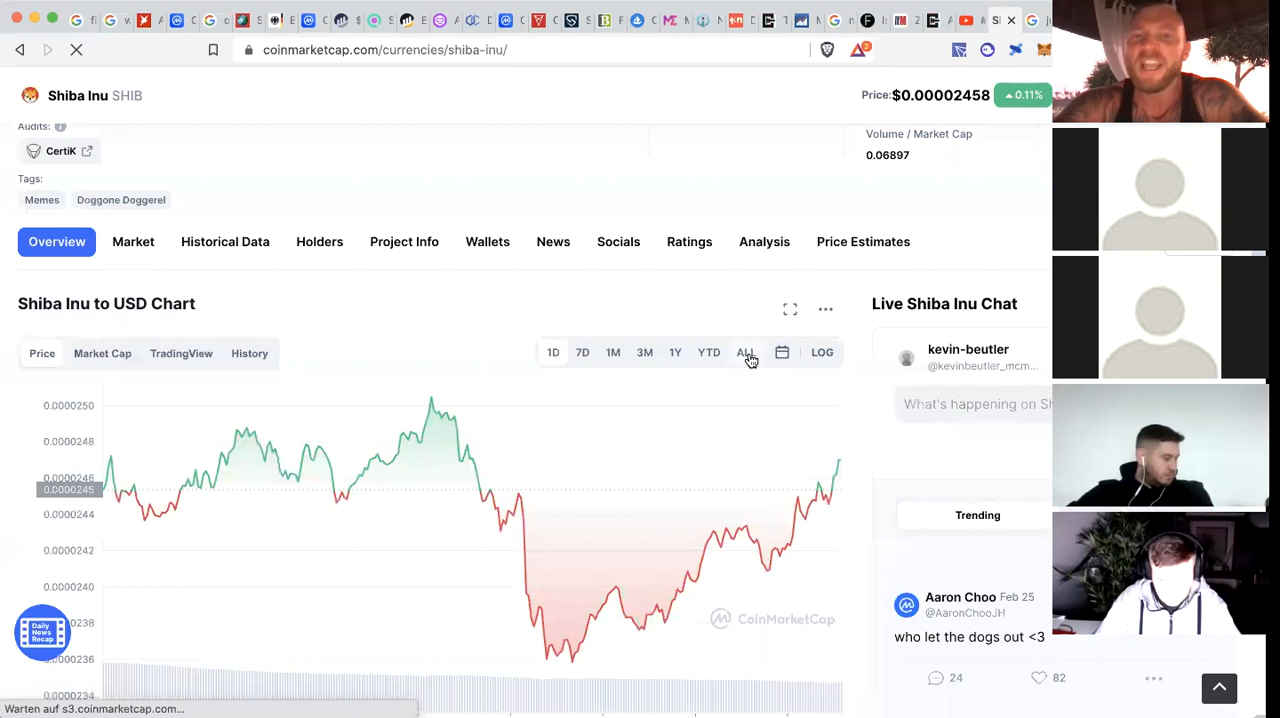 coinmarketcap.com/currencies/shiba-inu/
Shiba Inu SHIB
Price: $0.00002458 0.11%
Audits:
CertiK
Volume / Market Cap
0.06897
Tags:
Memes Doggone Doggerel
Overview Market Historical Data Holders Project Info Wallets News Socials Ratings Analysis Price Estimates
Shiba Inu to USD Chart
Live Shiba Inu Chat
Price Market Cap TradingView History
1D 7D 1M 3M 1Y YTD ALL LOG
kevin-beutler
@kevinbeutler_mcm...
What's happening on Sh
0.0000250
0.0000248
0.0000246
0.0000245
0.0000244
0.0000242
0.0000240
0.0000236
0.0000234
CoinMarketCap
Daily
News
Recap
Trending
Aaron Choo Feb 25
@AaronChooJH
who let the dogs out <3
24 82
Warten auf s3.coinmarketcap.com...